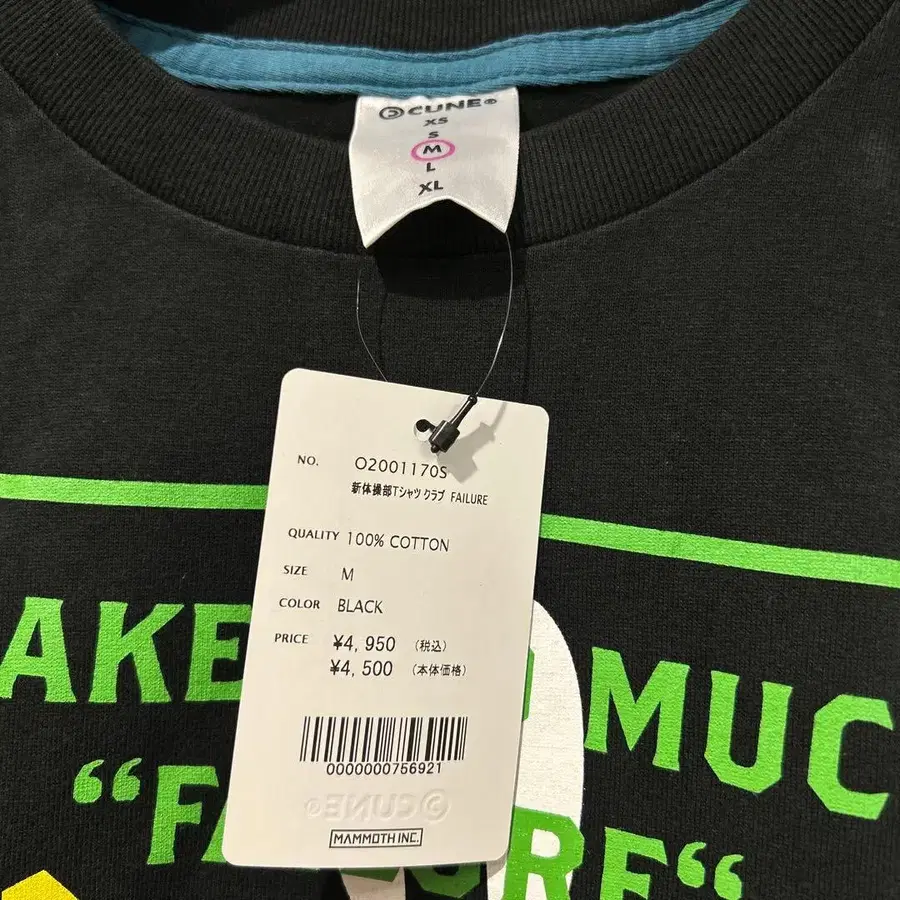 CUNE®
XS
S
M
L
XL
NO. O2001170S
新体操部Tシャツ クラブ FAILURE
QUALITY 100% COTTON
SIZE M
COLOR BLACK
PRICE ¥4,950 (税込)
¥4,500 (本体価格)
0000000756921
CUNE®
MAMMOTH INC.
AKE MUC
“FA URE“